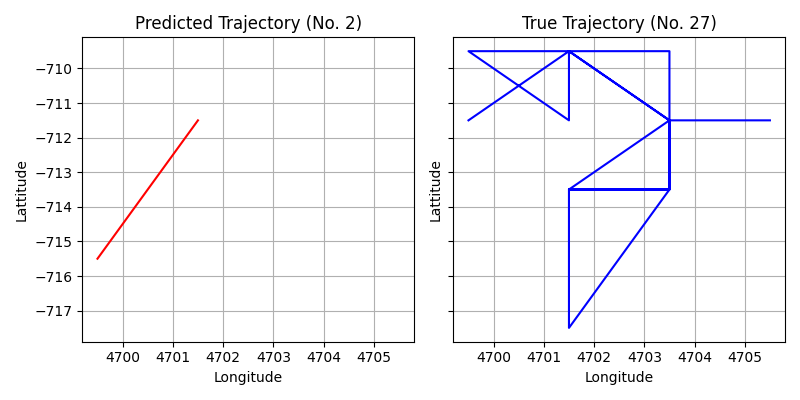 Predicted Trajectory (No. 2)
True Trajectory (No. 27)
Lattitude
−710
−711
−712
−713
−714
−715
−716
−717
4700 4701 4702 4703 4704 4705
Longitude
Lattitude
4700 4701 4702 4703 4704 4705
Longitude